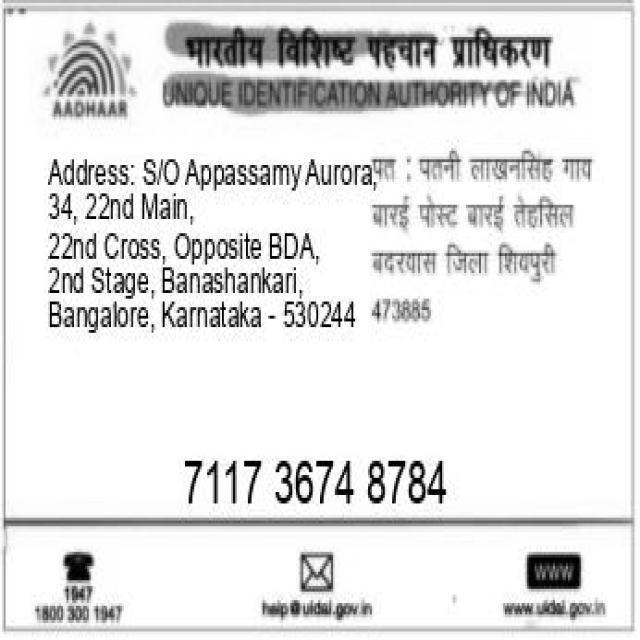 भारतीय विशिष्ट पहचान प्राधिकरण
AADHAAR
UNIQUE IDENTIFICATION AUTHORITY OF INDIA
Address: S/O Appassamy Aurora,
34, 22nd Main,
22nd Cross, Opposite BDA,
2nd Stage, Banashankari,
Bangalore, Karnataka - 530244
पत : पतनी लाखनसिंह गाव
बारई पोस्ट बारई तेहसिल
बदरवास जिला शिवपुरी
473885
7117 3674 8784
1947
1800 300 1947
help@uidai.gov.in
WWW
www.uidai.gov.in